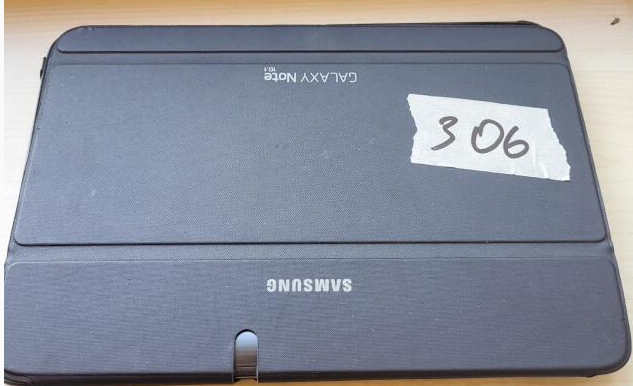 GALAXY Note
10.1
306
SAMSUNG